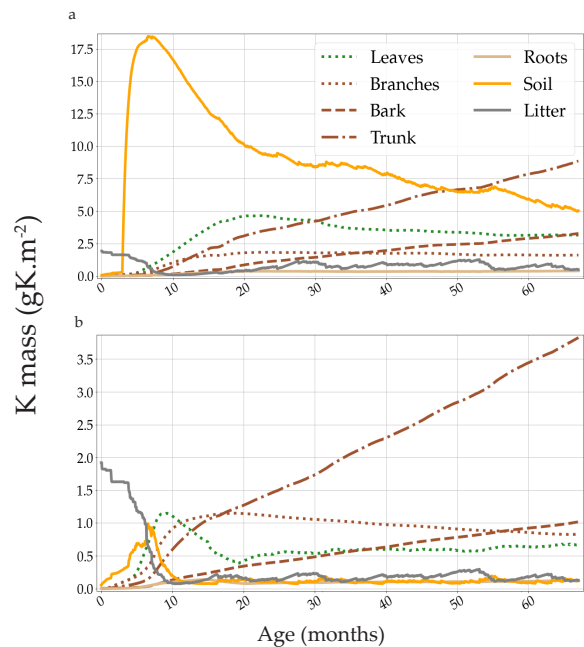 a
17.5
15.0
12.5
10.0
7.5
5.0
2.5
0.0
0 10 20 30 40 50 60
Leaves Roots
Branches Soil
Bark Litter
Trunk
K mass (gK.m-2)
b
3.5
3.0
2.5
2.0
1.5
1.0
0.5
0.0
0 10 20 30 40 50 60
Age (months)